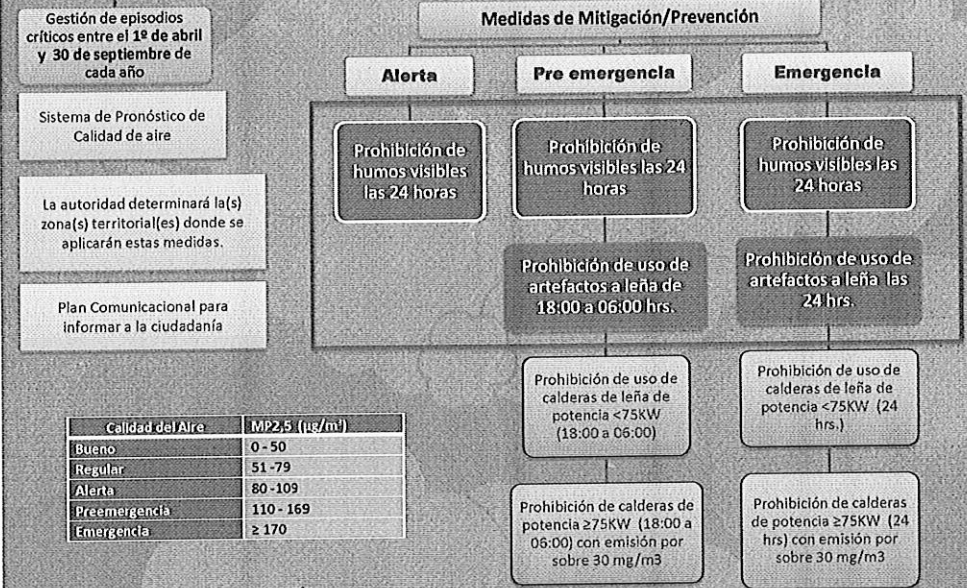 Gestión de episodios
críticos entre el 1º de abril
y 30 de septiembre de
cada año
Sistema de Pronóstico de
Calidad de aire
La autoridad determinará la(s)
zona(s) territorial(es) donde se
aplicarán estas medidas.
Plan Comunicacional para
informar a la ciudadanía
Medidas de Mitigación/Prevención
Alerta
Prohibición de
humos visibles
las 24 horas
Pre emergencia
Prohibición de
humos visibles las 24
horas
Prohibición de uso de
artefactos a leña de
18:00 a 06:00 hrs.
Prohibición de uso de
calderas de leña de
potencia <75KW
(18:00 a 06:00)
Prohibición de calderas de
potencia ≥75KW (18:00 a
06:00) con emisión por
sobre 30 mg/m3
Emergencia
Prohibición de
humos visibles las
24 horas
Prohibición de uso de
artefactos a leña las
24 hrs.
Prohibición de uso de
calderas de leña de
potencia <75KW (24
hrs.)
Prohibición de calderas
de potencia ≥75KW (24
hrs) con emisión por
sobre 30 mg/m3
Calidad del Aire MP2,5 (µg/m³)
Bueno 0 - 50
Regular 51 -79
Alerta 80 -109
Preemergencia 110 - 169
Emergencia ≥ 170